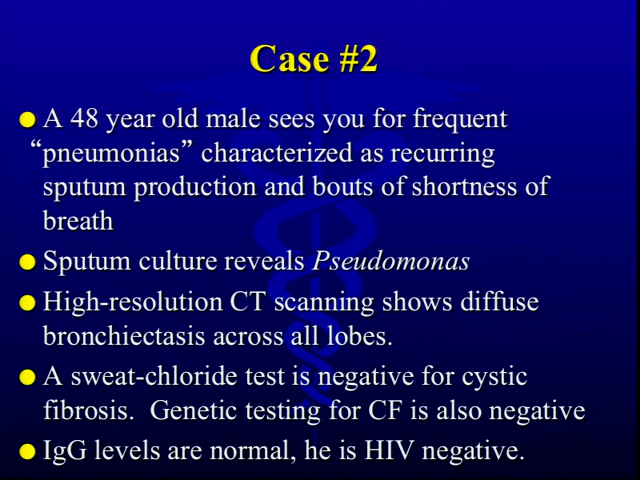 Case #2
A 48 year old male sees you for frequent
“pneumonias” characterized as recurring
sputum production and bouts of shortness of
breath
Sputum culture reveals Pseudomonas
High-resolution CT scanning shows diffuse
bronchiectasis across all lobes.
A sweat-chloride test is negative for cystic
fibrosis.  Genetic testing for CF is also negative
IgG levels are normal, he is HIV negative.